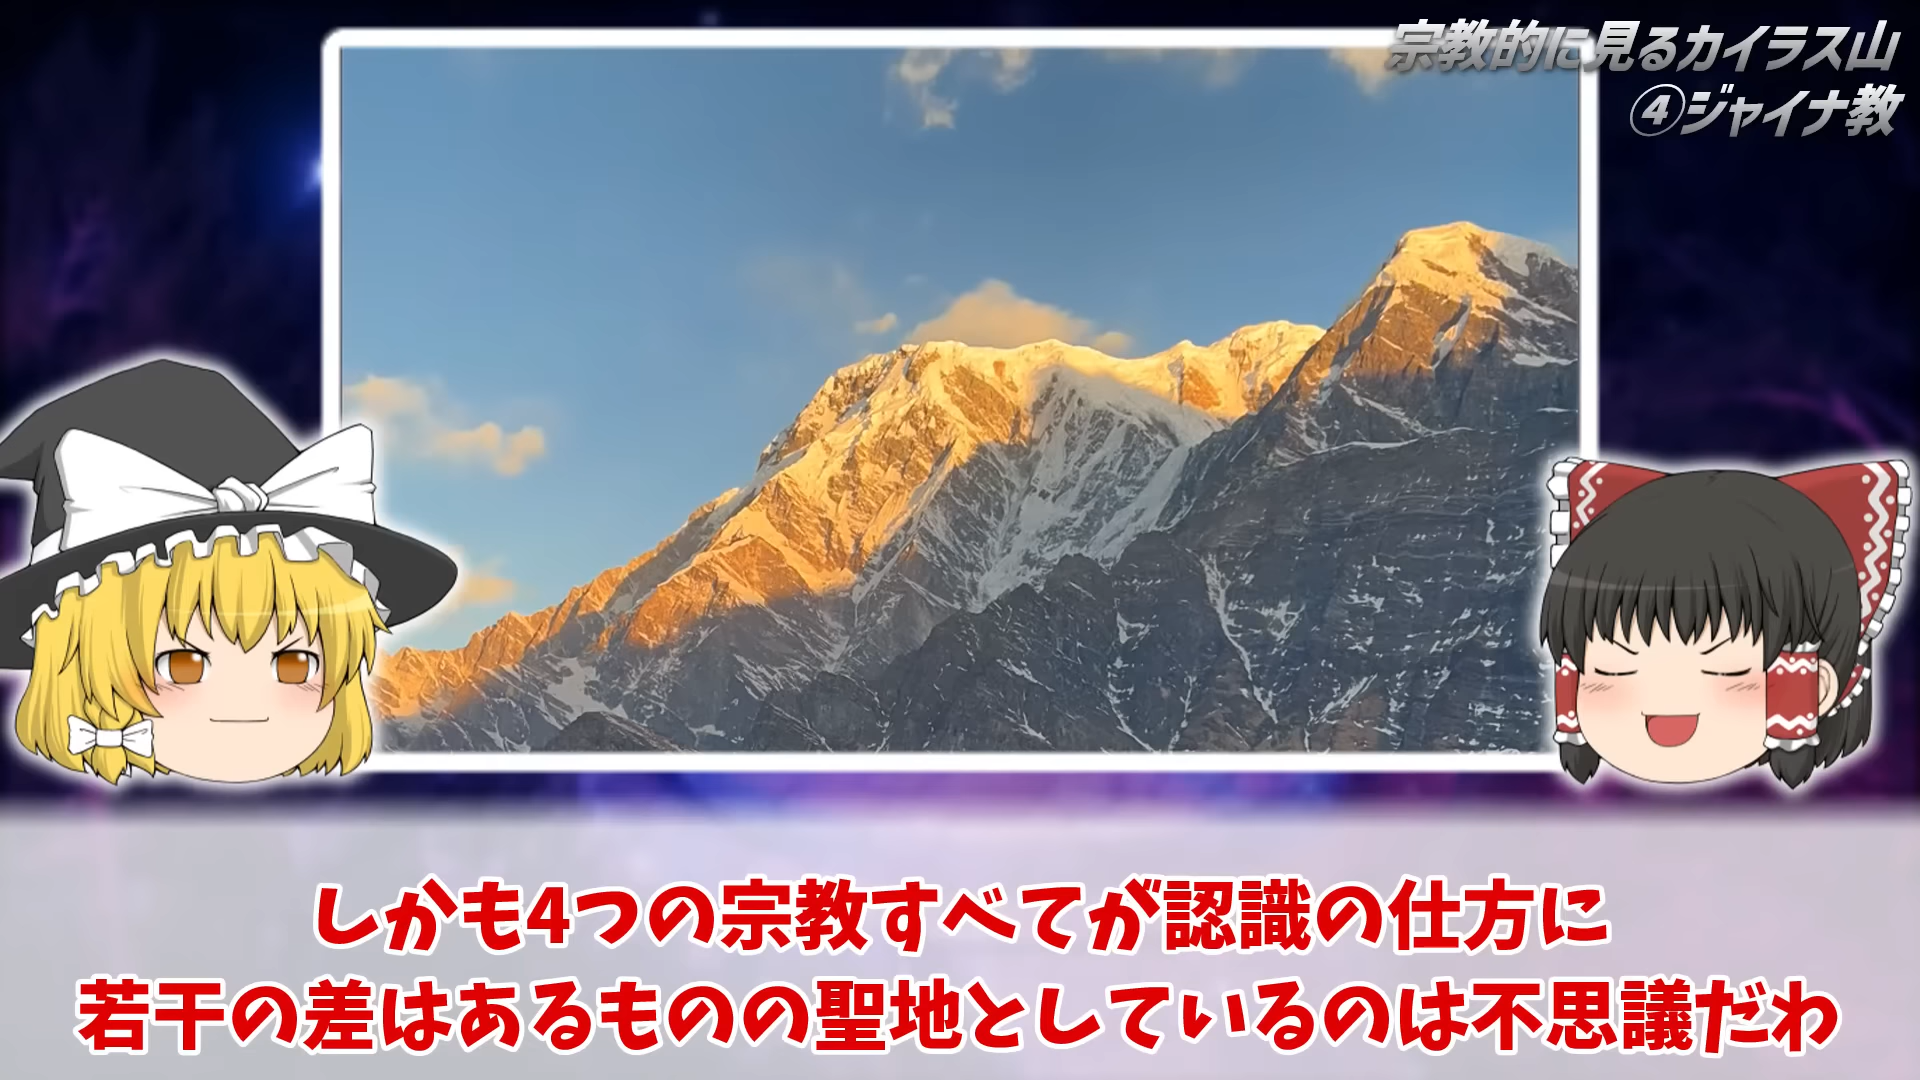 宗教的に見るカイラス山
④ジャイナ教
しかも4つの宗教すべてが認識の仕方に
若干の差はあるものの聖地としているのは不思議だわ